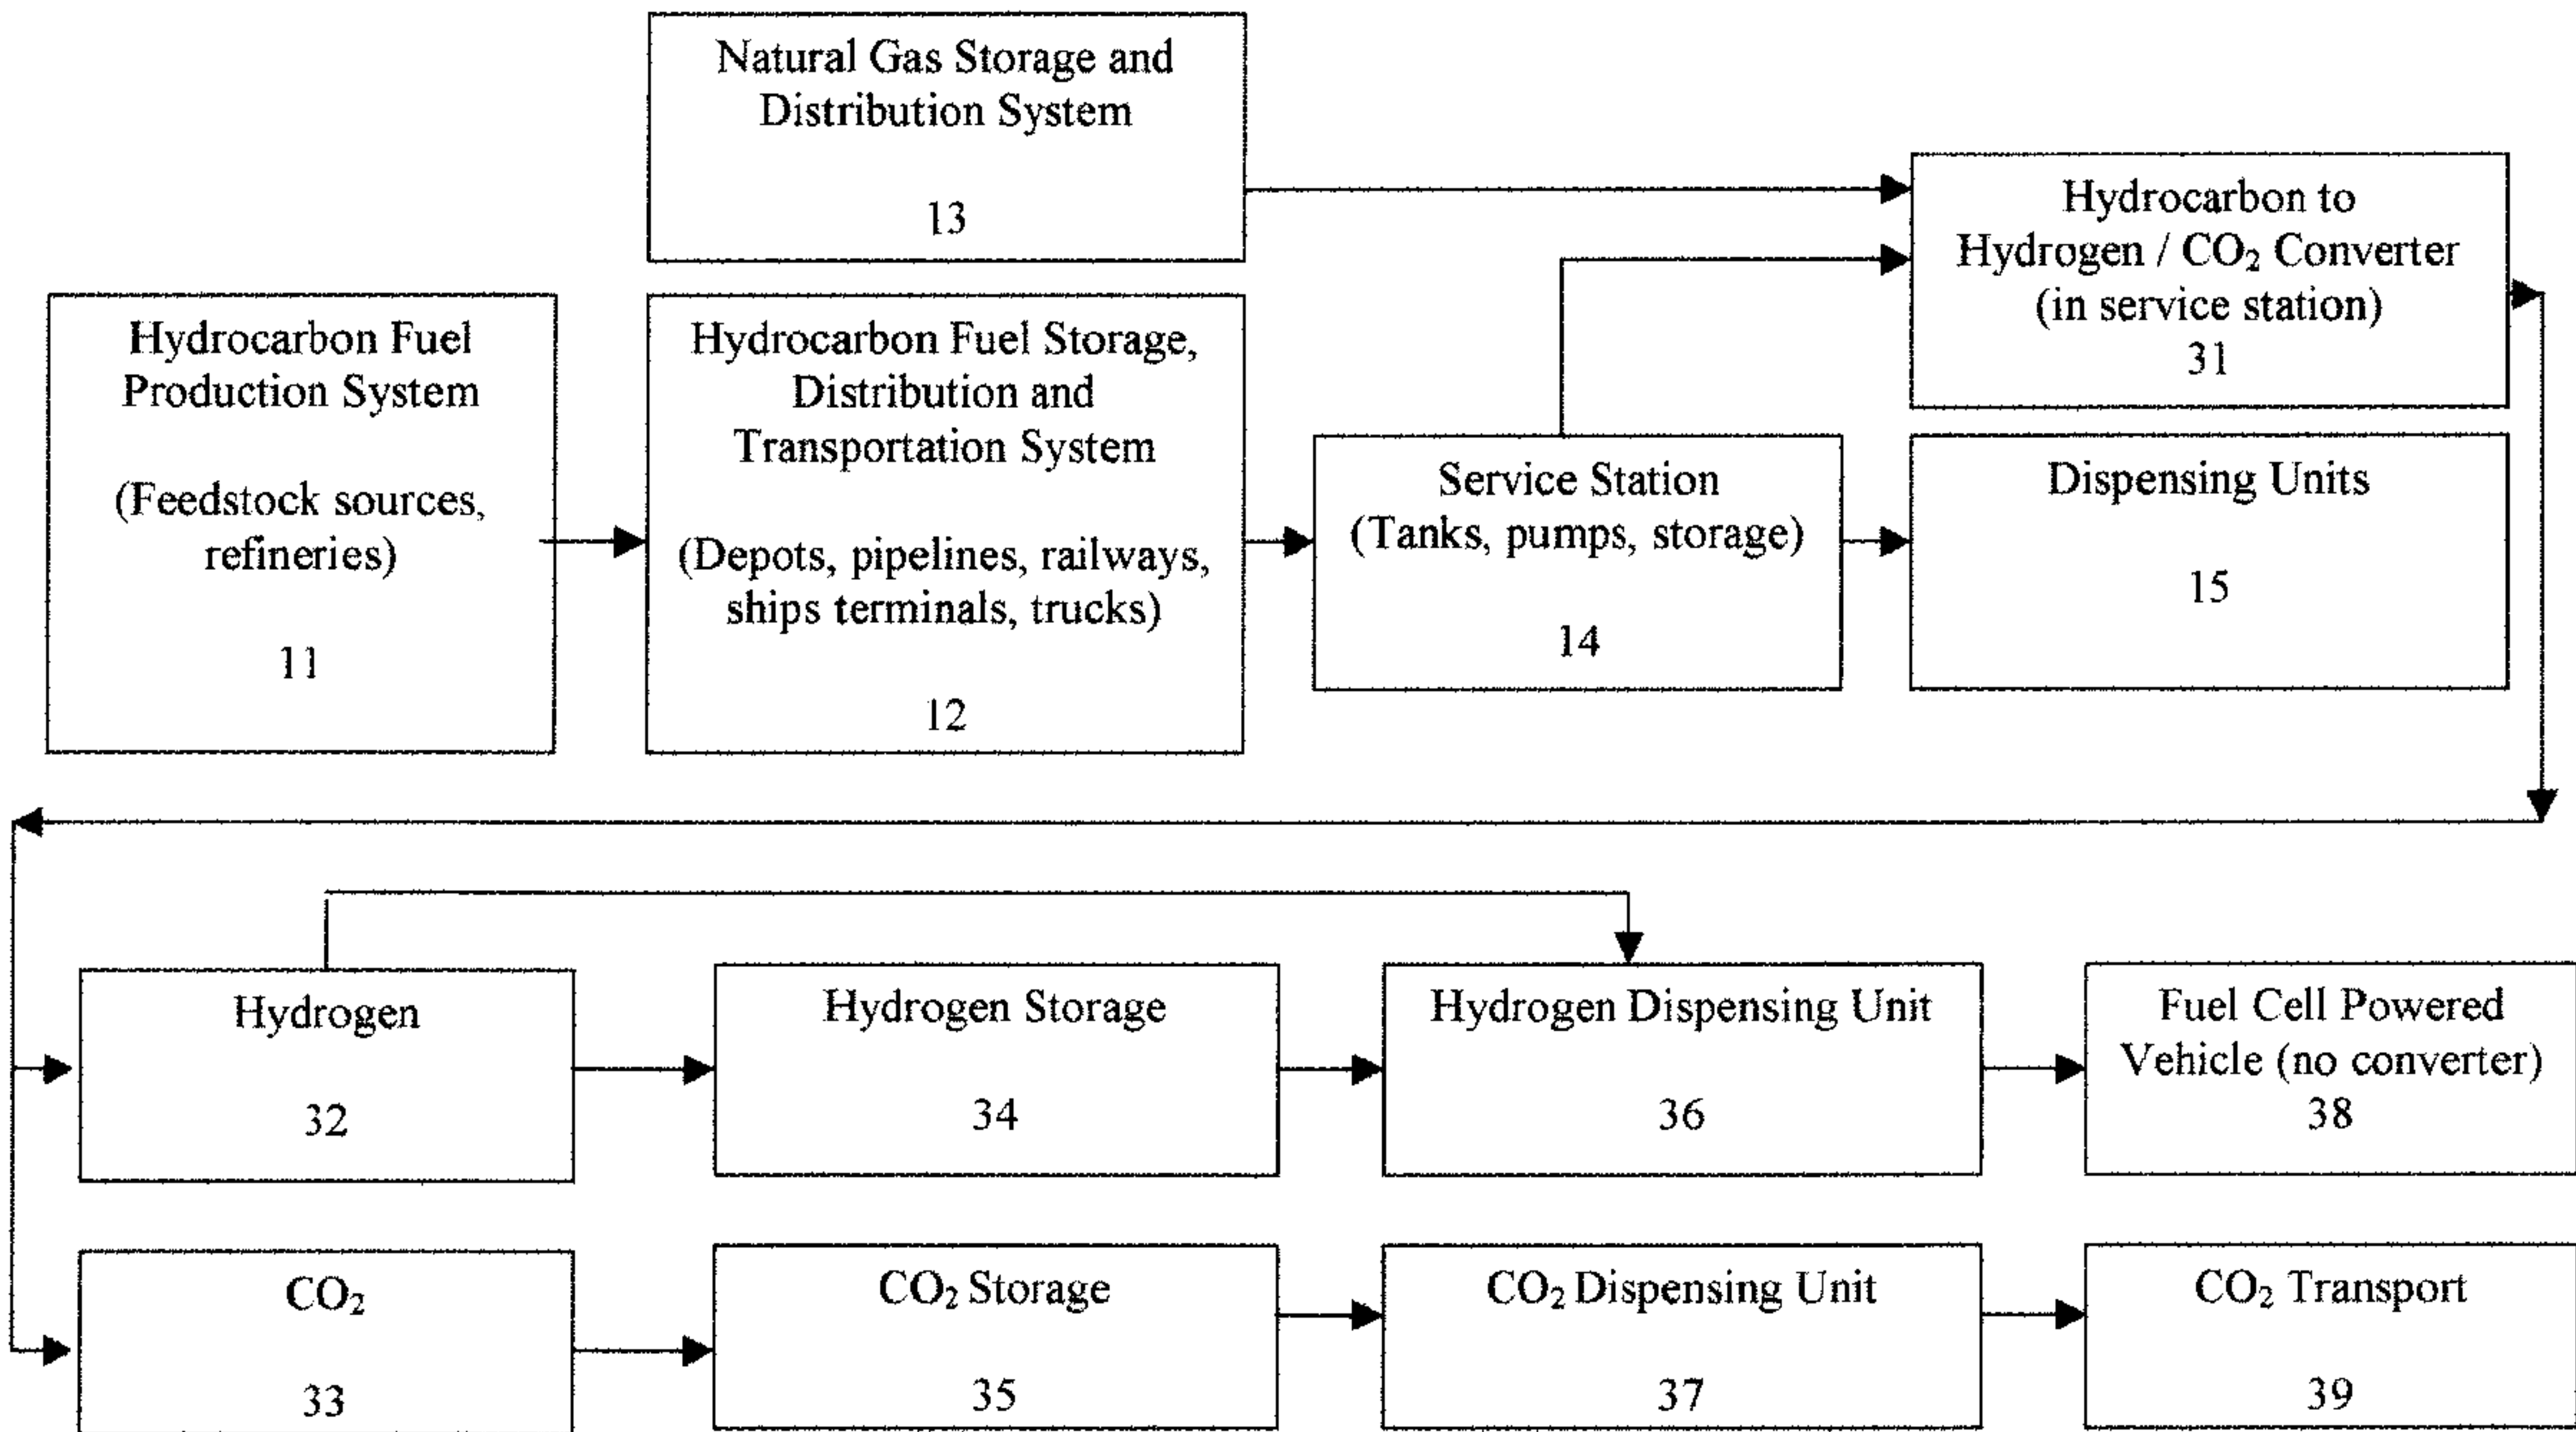 Natural Gas Storage and
Distribution System
13
Hydrocarbon to
Hydrogen / CO₂ Converter
(in service station)
31
Hydrocarbon Fuel
Production System
(Feedstock sources,
refineries)
11
Hydrocarbon Fuel Storage,
Distribution and
Transportation System
(Depots, pipelines, railways,
ships terminals, trucks)
12
Service Station
(Tanks, pumps, storage)
14
Dispensing Units
15
Hydrogen
32
Hydrogen Storage
34
Hydrogen Dispensing Unit
36
Fuel Cell Powered
Vehicle (no converter)
38
CO₂
33
CO₂ Storage
35
CO₂ Dispensing Unit
37
CO₂ Transport
39